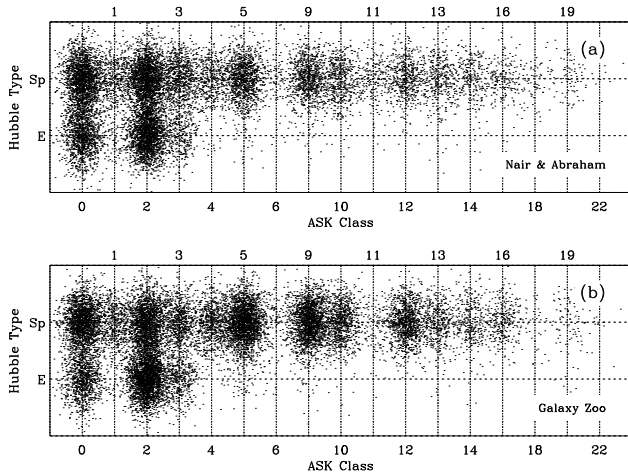 1 3 5 9 11 13 16 19
(a)
Hubble Type
Sp
E
Nair & Abraham
0 2 4 6 8 10 12 14 18 22
ASK Class
1 3 5 9 11 13 16 19
(b)
Hubble Type
Sp
E
Galaxy Zoo
0 2 4 6 8 10 12 14 18 22
ASK Class